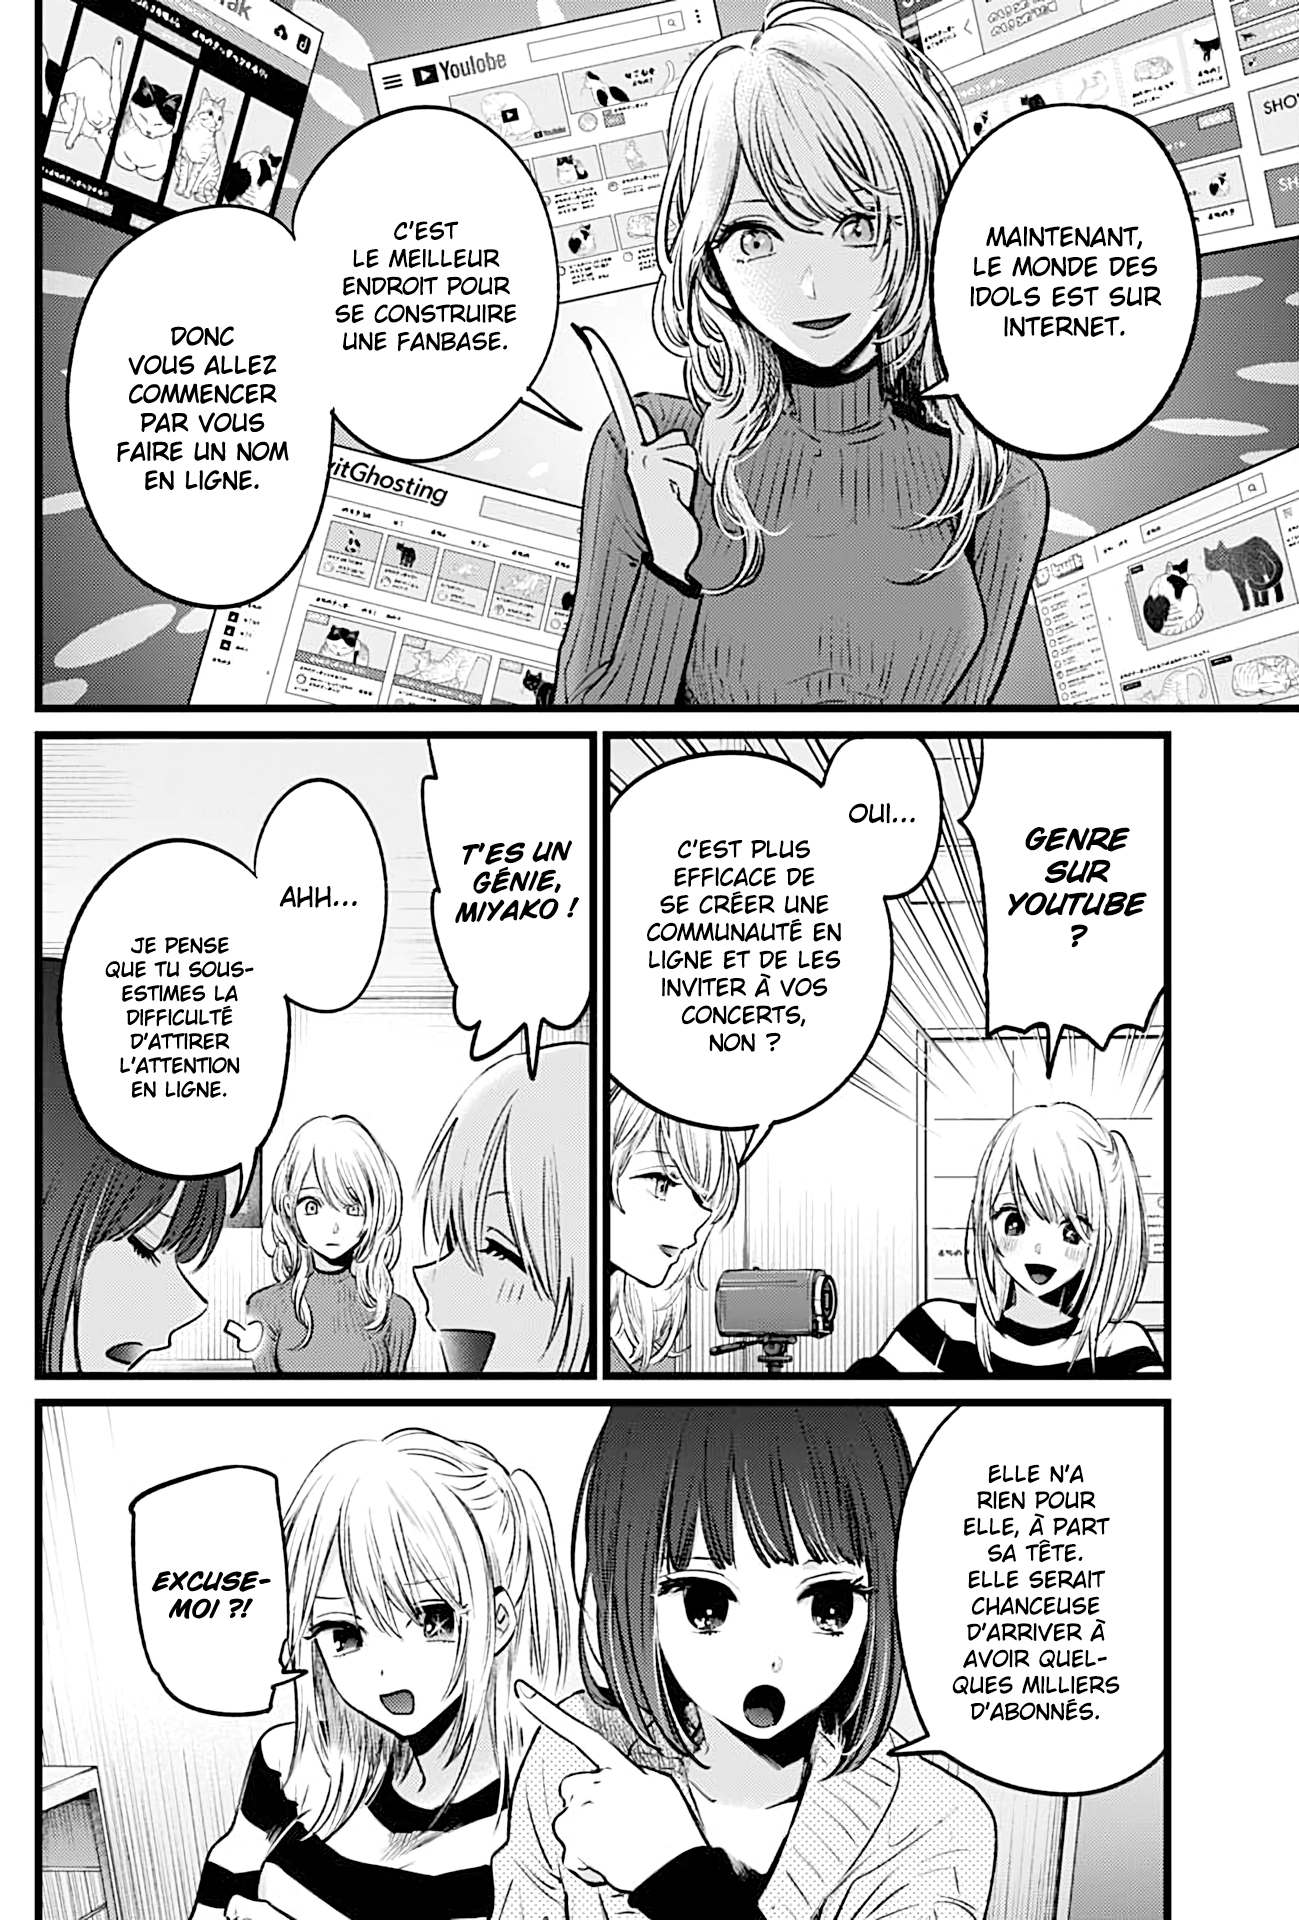 MAINTENANT,
LE MONDE DES
IDOLS EST SUR
INTERNET.
C'EST
LE MEILLEUR
ENDROIT POUR
SE CONSTRUIRE
UNE FANBASE.
DONC
VOUS ALLEZ
COMMENCER
PAR VOUS
FAIRE UN NOM
EN LIGNE.
Youlobe
Youlobe
SHO
SHO
vitGhosting
GENRE
SUR
YOUTUBE
?
OUI...
C'EST PLUS
EFFICACE DE
SE CRÉER UNE
COMMUNAUTÉ EN
LIGNE ET DE LES
INVITER À VOS
CONCERTS,
NON ?
T'ES UN
GÉNIE,
MIYAKO !
AHH...
JE PENSE
QUE TU SOUS-
ESTIMES LA
DIFFICULTÉ
D'ATTIRER
L'ATTENTION
EN LIGNE.
ELLE N'A
RIEN POUR
ELLE, À PART
SA TÊTE.
ELLE SERAIT
CHANCEUSE
D'ARRIVER À
AVOIR QUEL-
QUES MILLIERS
D'ABONNÉS.
EXCUSE-
MOI ?!